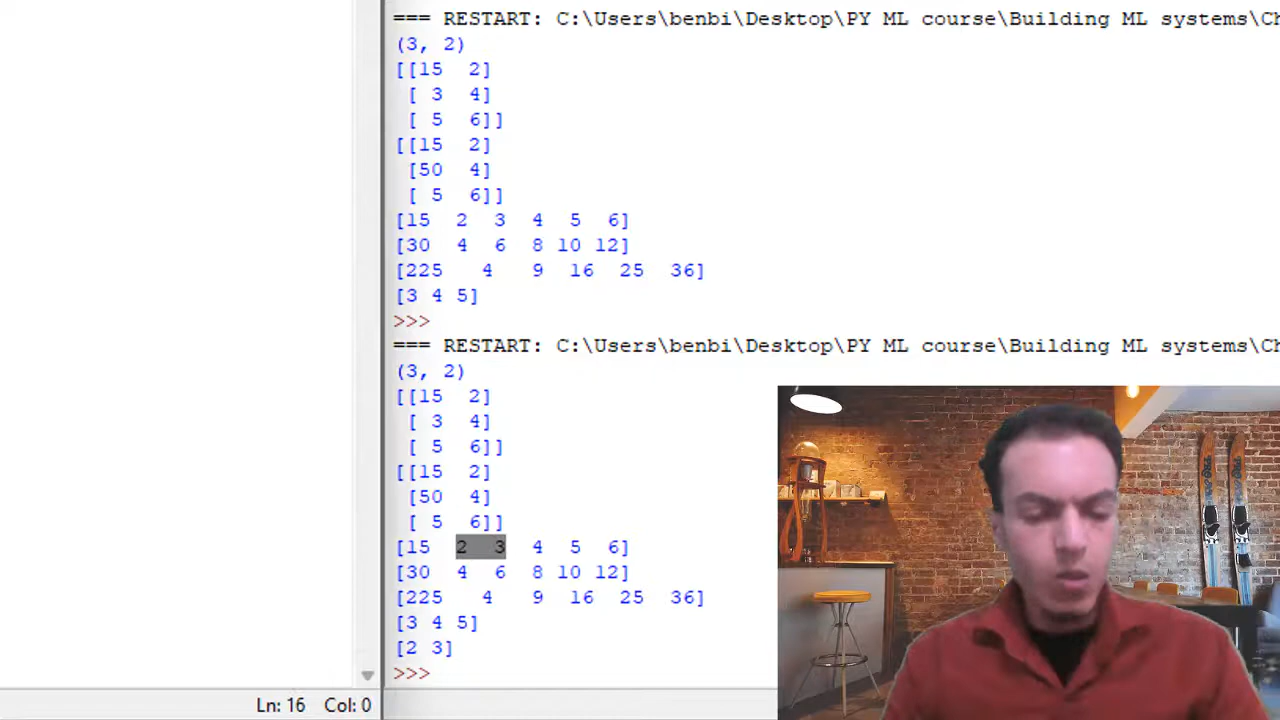 === RESTART: C:\Users\benbi\Desktop\PY ML course\Building ML systems\Ch
(3, 2)
[[15  2]
 [ 3  4]
 [ 5  6]]
[[15  2]
 [50  4]
 [ 5  6]]
[15  2  3  4  5  6]
[30  4  6  8 10 12]
[225   4   9  16  25  36]
[3 4 5]
>>>
=== RESTART: C:\Users\benbi\Desktop\PY ML course\Building ML systems\Ch
(3, 2)
[[15  2]
 [ 3  4]
 [ 5  6]]
[[15  2]
 [50  4]
 [ 5  6]]
[15  2  3  4  5  6]
[30  4  6  8 10 12]
[225   4   9  16  25  36]
[3 4 5]
[2 3]
>>>
Ln: 16 Col: 0